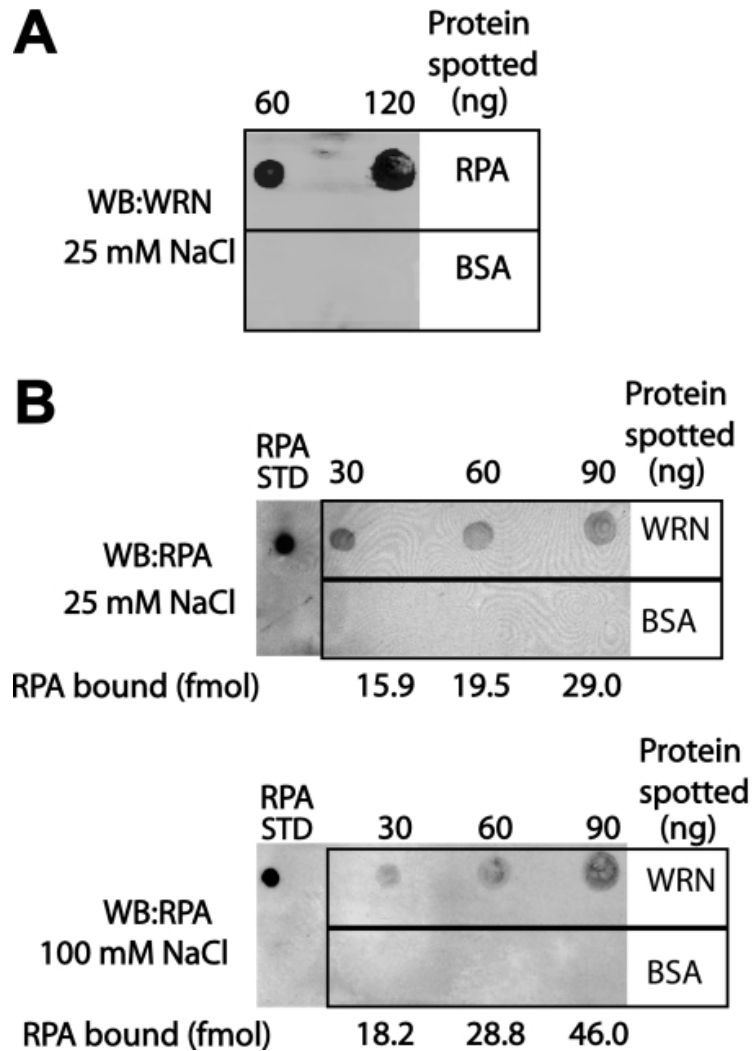 A
Protein
spotted
(ng)
60 120
WB:WRN
25 mM NaCl
RPA
BSA
B
Protein
spotted
(ng)
RPA
STD
30 60 90
WB:RPA
25 mM NaCl
WRN
BSA
RPA bound (fmol) 15.9 19.5 29.0
Protein
spotted
(ng)
RPA
STD
30 60 90
WB:RPA
100 mM NaCl
WRN
BSA
RPA bound (fmol) 18.2 28.8 46.0